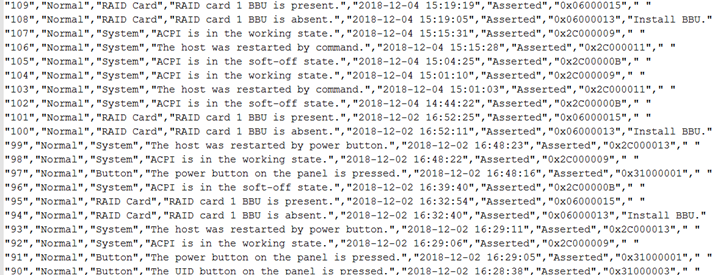 "109","Normal","RAID Card","RAID card 1 BBU is present.","2018-12-04 15:19:19","Asserted","0x06000015"," "
"108","Normal","RAID Card","RAID card 1 BBU is absent.","2018-12-04 15:19:05","Asserted","0x06000013","Install BBU."
"107","Normal","System","ACPI is in the working state.","2018-12-04 15:15:31","Asserted","0x2C000009"," "
"106","Normal","System","The host was restarted by command.","2018-12-04 15:15:28","Asserted","0x2C000011"," "
"105","Normal","System","ACPI is in the soft-off state.","2018-12-04 15:04:25","Asserted","0x2C00000B"," "
"104","Normal","System","ACPI is in the working state.","2018-12-04 15:01:10","Asserted","0x2C000009"," "
"103","Normal","System","The host was restarted by command.","2018-12-04 15:01:03","Asserted","0x2C000011"," "
"102","Normal","System","ACPI is in the soft-off state.","2018-12-04 14:44:22","Asserted","0x2C00000B"," "
"101","Normal","RAID Card","RAID card 1 BBU is present.","2018-12-02 16:52:25","Asserted","0x06000015"," "
"100","Normal","RAID Card","RAID card 1 BBU is absent.","2018-12-02 16:52:11","Asserted","0x06000013","Install BBU."
"99","Normal","System","The host was restarted by power button.","2018-12-02 16:48:23","Asserted","0x2C000013"," "
"98","Normal","System","ACPI is in the working state.","2018-12-02 16:48:22","Asserted","0x2C000009"," "
"97","Normal","Button","The power button on the panel is pressed.","2018-12-02 16:48:16","Asserted","0x31000001"," "
"96","Normal","System","ACPI is in the soft-off state.","2018-12-02 16:39:40","Asserted","0x2C00000B"," "
"95","Normal","RAID Card","RAID card 1 BBU is present.","2018-12-02 16:32:54","Asserted","0x06000015"," "
"94","Normal","RAID Card","RAID card 1 BBU is absent.","2018-12-02 16:32:40","Asserted","0x06000013","Install BBU."
"93","Normal","System","The host was restarted by power button.","2018-12-02 16:29:11","Asserted","0x2C000013"," "
"92","Normal","System","ACPI is in the working state.","2018-12-02 16:29:06","Asserted","0x2C000009"," "
"91","Normal","Button","The power button on the panel is pressed.","2018-12-02 16:29:05","Asserted","0x31000001"," "
"90","Normal","Button","The UID button on the panel is pressed.","2018-12-02 16:28:38","Asserted","0x31000003"," "